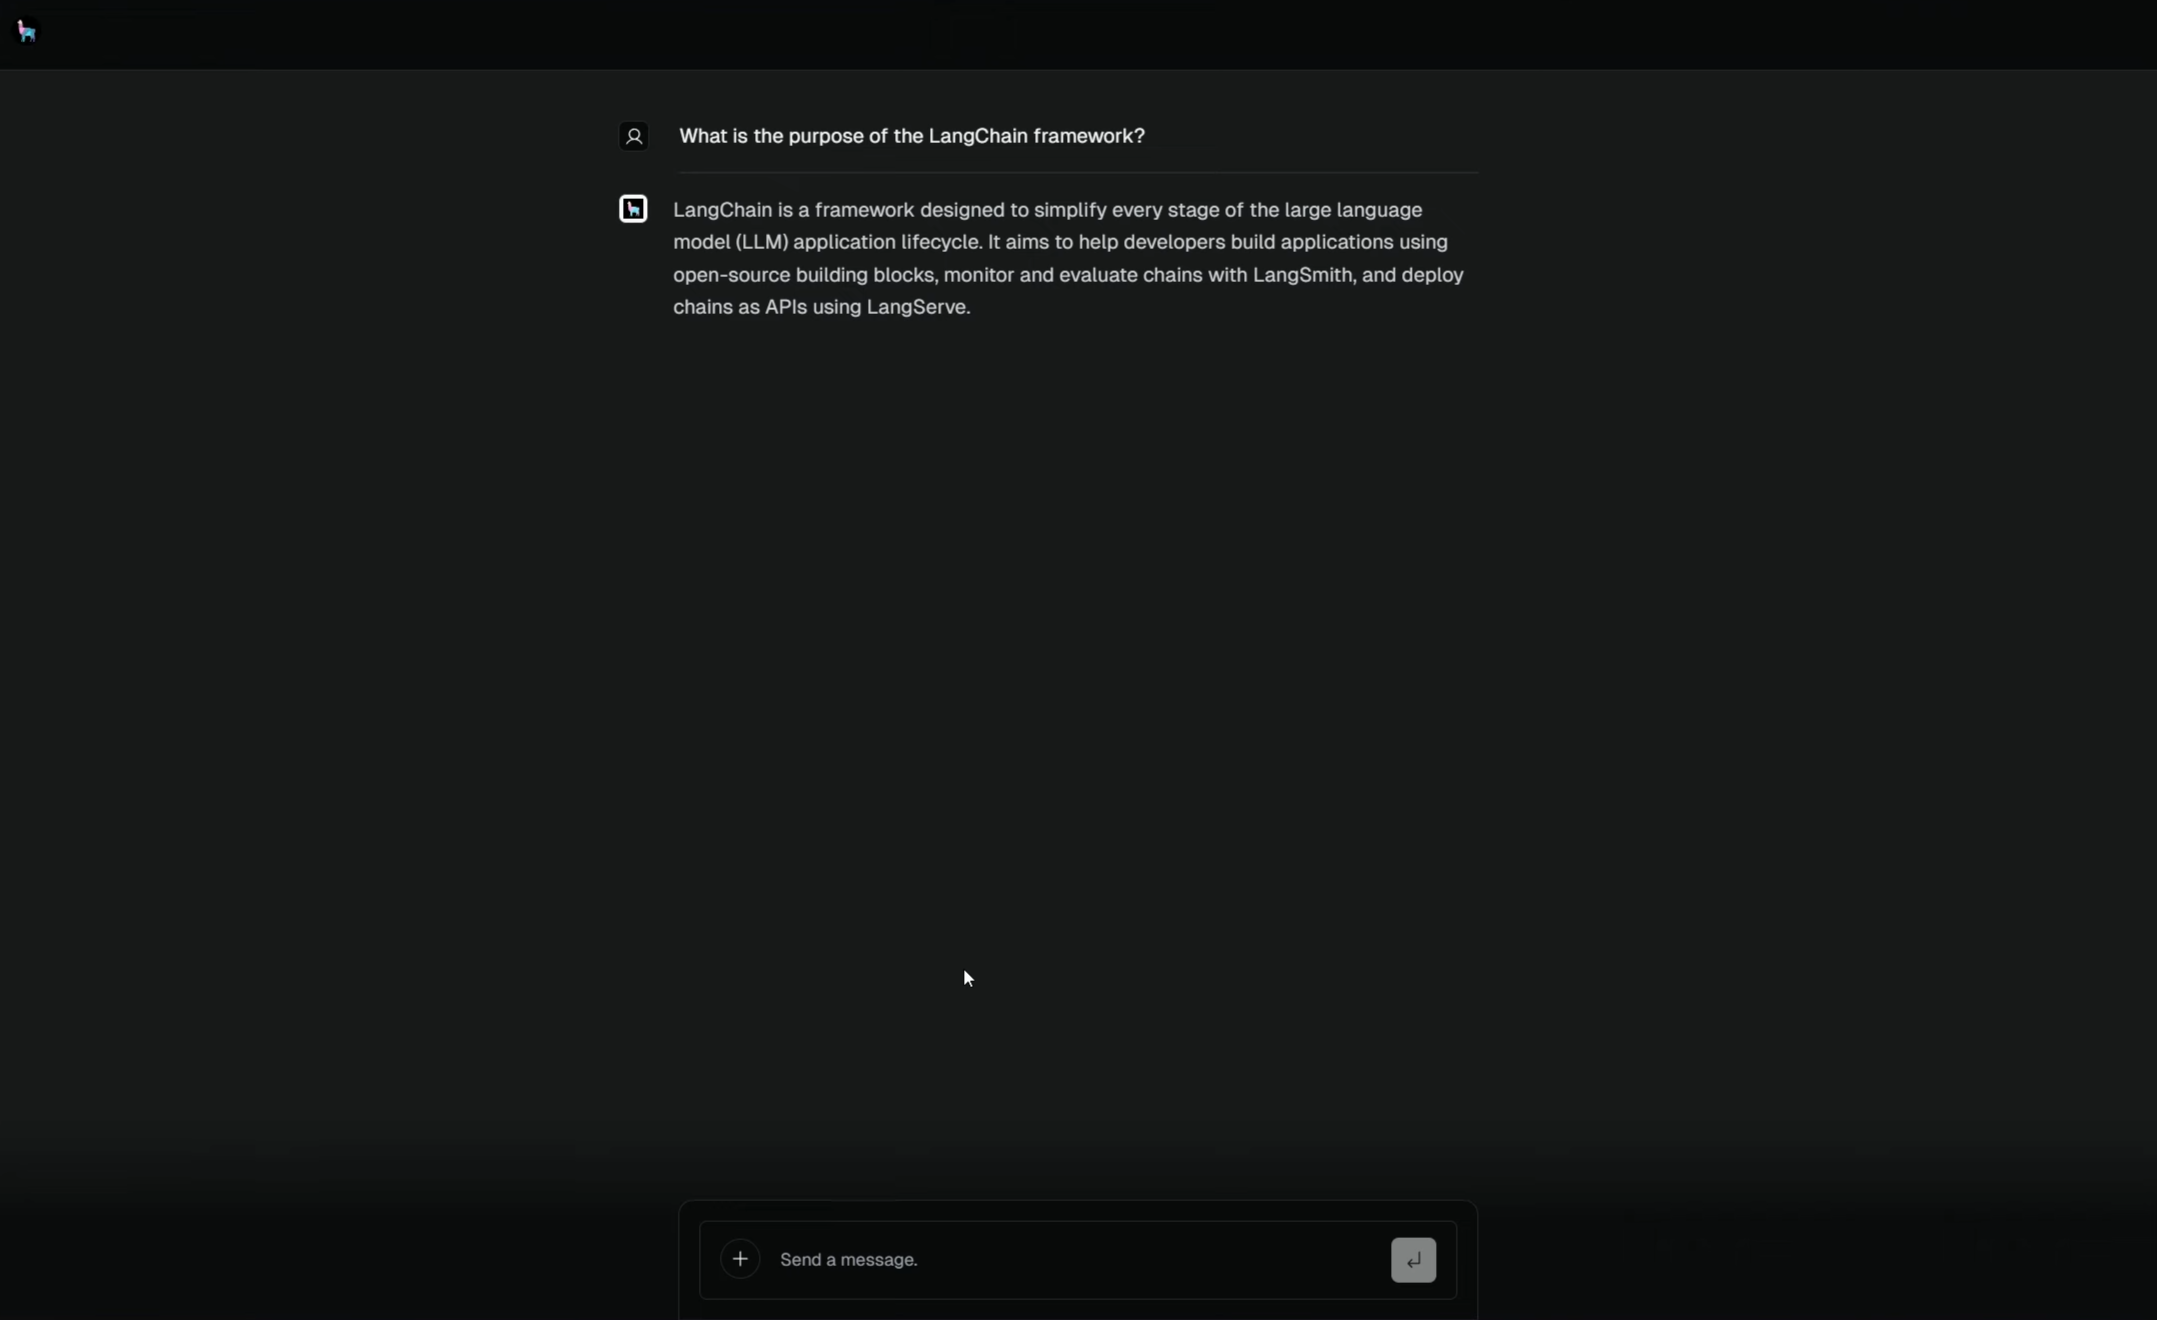 What is the purpose of the LangChain framework?
LangChain is a framework designed to simplify every stage of the large language
model (LLM) application lifecycle. It aims to help developers build applications using
open-source building blocks, monitor and evaluate chains with LangSmith, and deploy
chains as APIs using LangServe.
Send a message.